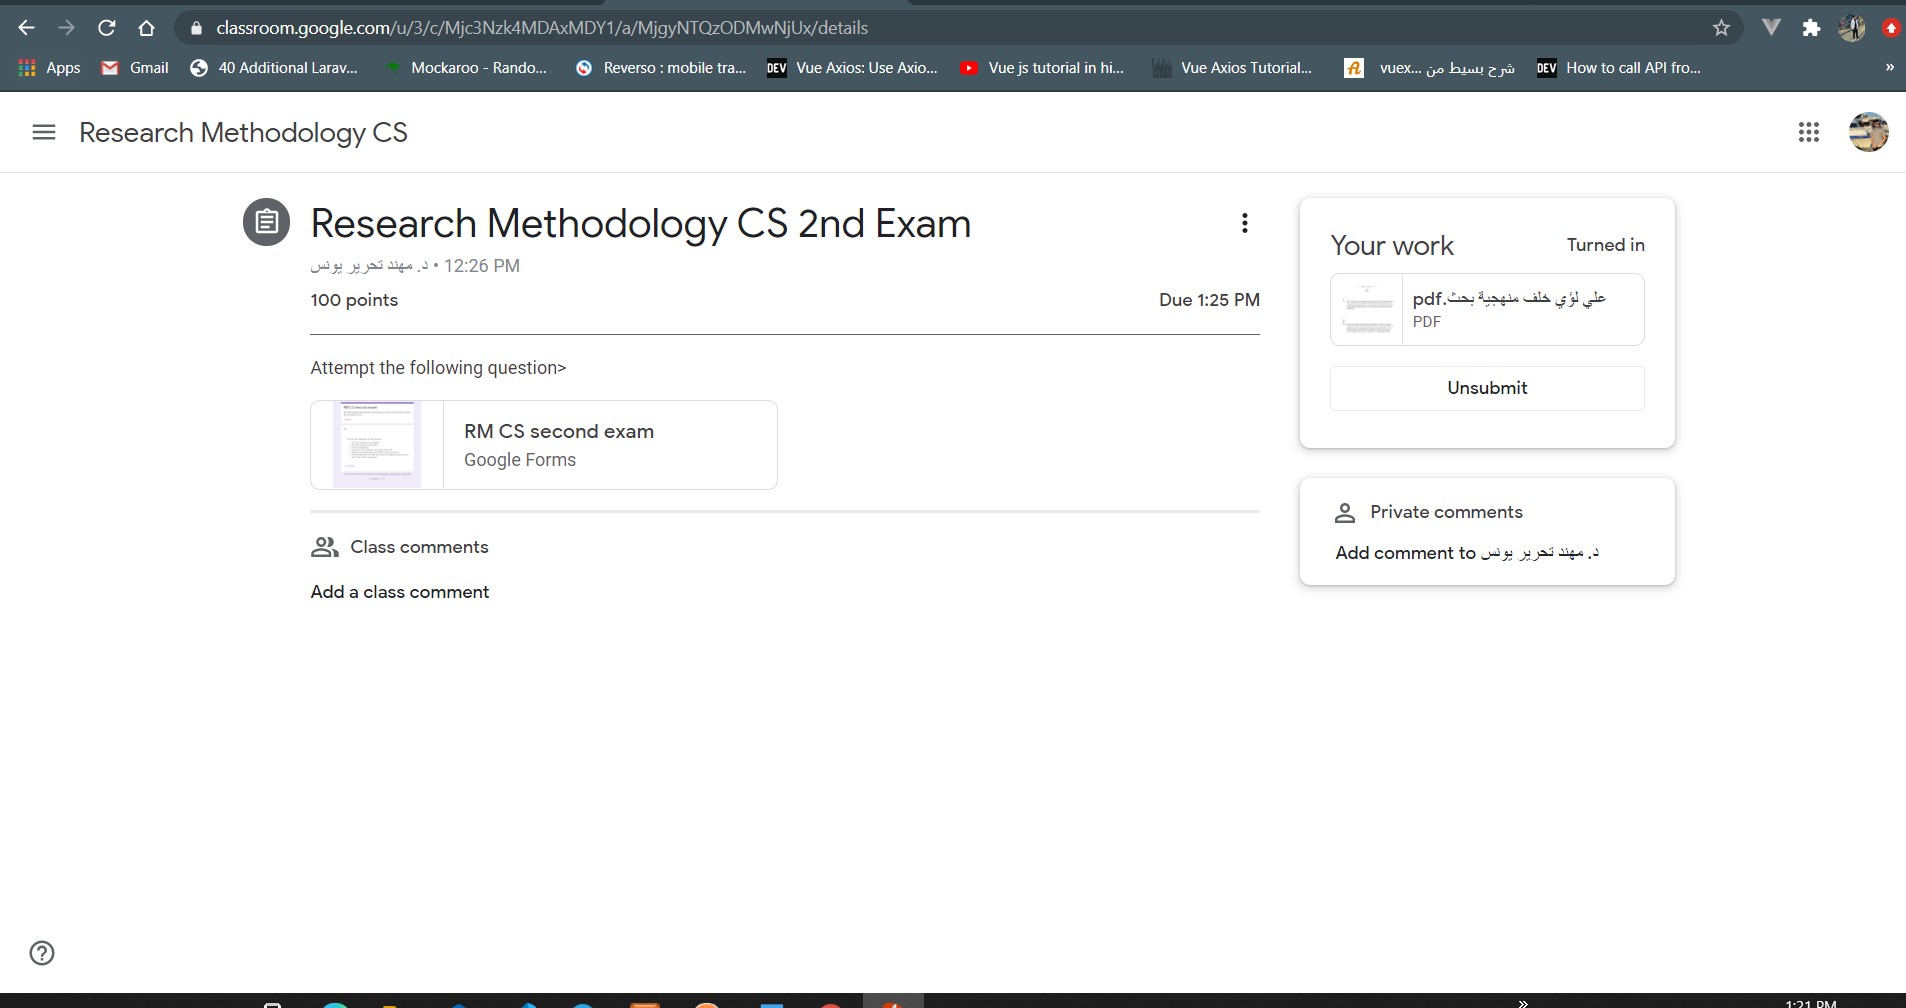 classroom.google.com/u/3/c/Mjc3Nzk4MDAxMDY1/a/MjgyNTQzODMwNjUx/details
Apps
Gmail
40 Additional Larav...
Mockaroo - Rando...
Reverso : mobile tra...
DEV Vue Axios: Use Axio...
Vue js tutorial in hi...
Vue Axios Tutorial...
شرح بسيط من ...vuex
DEV How to call API fro...
»
Research Methodology CS
Research Methodology CS 2nd Exam
د. مهند تحرير يونس • 12:26 PM
100 points
Due 1:25 PM
Attempt the following question>
RM CS second exam
Google Forms
Class comments
Add a class comment
Your work
Turned in
علي لؤي خلف منهجية بحث.pdf
PDF
Unsubmit
Private comments
Add comment to د. مهند تحرير يونس
1:21 PM